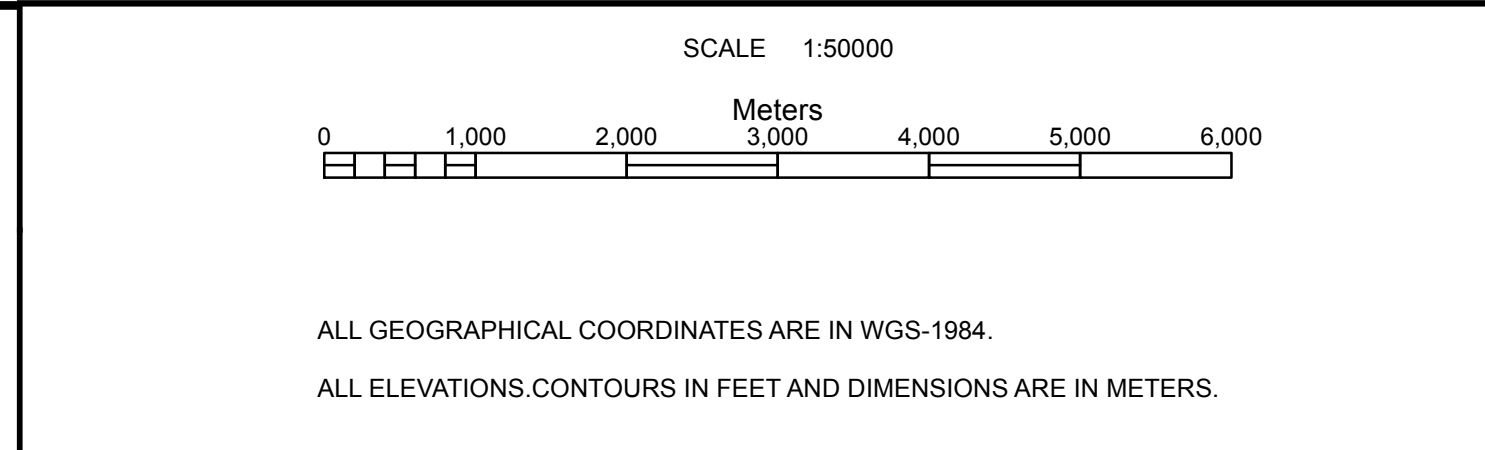 SCALE 1:50000
Meters
0 1,000 2,000 3,000 4,000 5,000 6,000
ALL GEOGRAPHICAL COORDINATES ARE IN WGS-1984.
ALL ELEVATIONS.CONTOURS IN FEET AND DIMENSIONS ARE IN METERS.